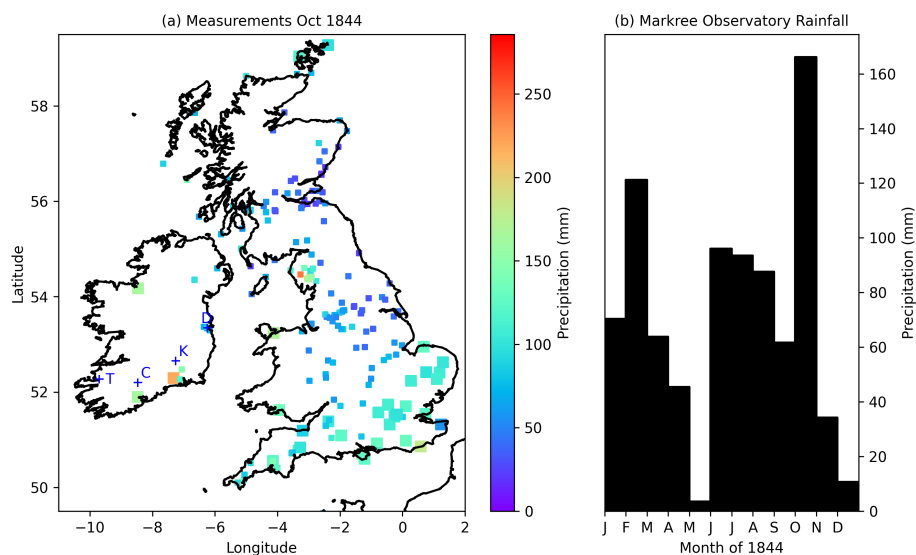 (a) Measurements Oct 1844
58
56
54
52
50
Latitude
D
K
C
T
−10
−8
−6
−4
−2
0
2
Longitude
250
200
150
100
50
0
Precipitation (mm)
(b) Markree Observatory Rainfall
160
140
120
100
80
60
40
20
0
Precipitation (mm)
J F M A M J J A S O N D
Month of 1844